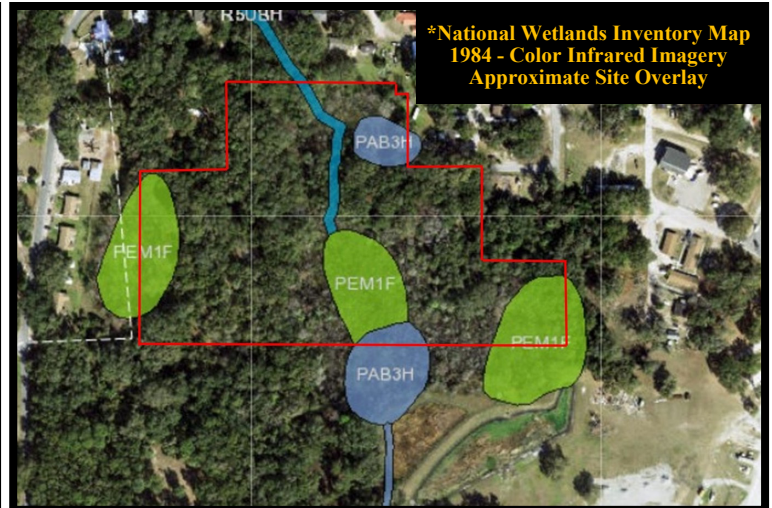 *National Wetlands Inventory Map
1984 - Color Infrared Imagery
Approximate Site Overlay
R5UBH
PAB3H
PEM1F
PEM1F
PEM1F
PAB3H